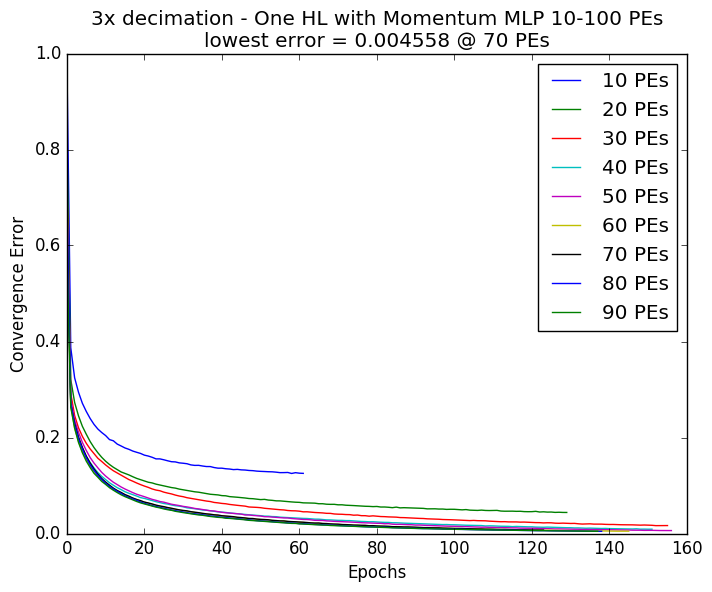 3x decimation - One HL with Momentum MLP 10-100 PEs
lowest error = 0.004558 @ 70 PEs
1.0
0.8
0.6
0.4
0.2
0.0
Convergence Error
10 PEs
20 PEs
30 PEs
40 PEs
50 PEs
60 PEs
70 PEs
80 PEs
90 PEs
0 20 40 60 80 100 120 140 160
Epochs